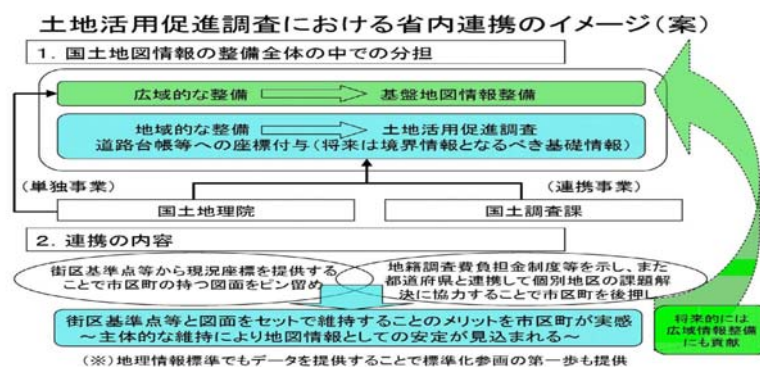 土地活用促進調査における省内連携のイメージ(案)
1. 国土地図情報の整備全体の中での分担
広域的な整備 基盤地図情報整備
地域的な整備 土地活用促進調査
道路台帳等への座標付与(将来は境界情報となるべき基礎情報)
(単独事業) (連携事業)
国土地理院 国土調査課
2. 連携の内容
街区基準点等から現況座標を提供する
ことで市区町の持つ図面をピン留め
地籍調査費負担金制度等を示し、また
都道府県と連携して個別地区の課題解
決に協力することで市区町を後押し
街区基準点等と図面をセットで維持することのメリットを市区町が実感
～主体的な維持により地図情報としての安定が見込まれる～
将来的には
広域情報整備
にも貢献
(※)地理情報標準でもデータを提供することで標準化参画の第一歩も提供